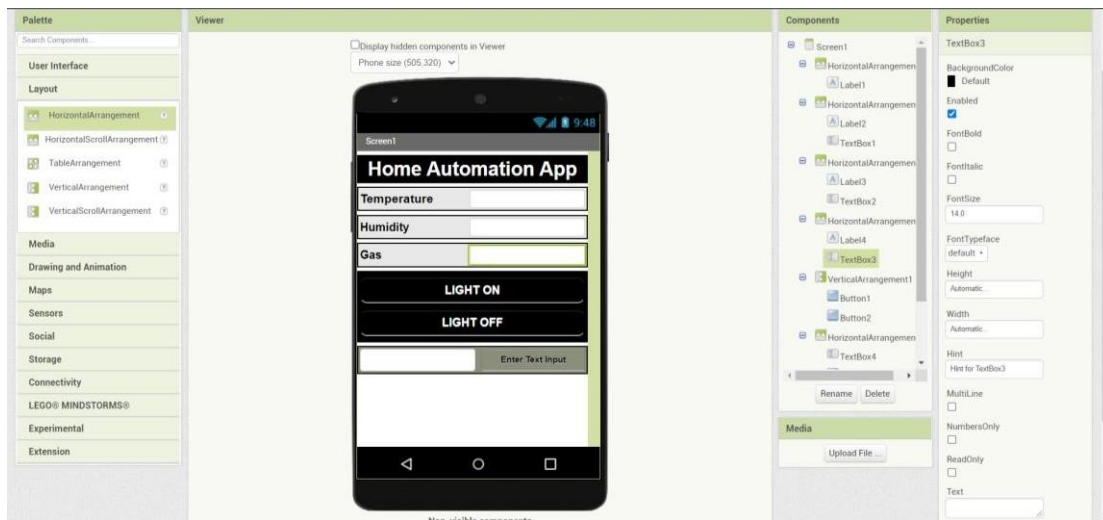 Palette
Search Components...
User Interface
Layout
HorizontalArrangement
HorizontalScrollArrangement
TableArrangement
VerticalArrangement
VerticalScrollArrangement
Media
Drawing and Animation
Maps
Sensors
Social
Storage
Connectivity
LEGO® MINDSTORMS®
Experimental
Extension
Viewer
Display hidden components in Viewer
Phone size (505,320)
9:48
Screen1
Home Automation App
Temperature
Humidity
Gas
LIGHT ON
LIGHT OFF
Enter Text Input
Non-visible components
Components
Screen1
HorizontalArrangemen
Label1
HorizontalArrangemen
Label2
TextBox1
HorizontalArrangemen
Label3
TextBox2
HorizontalArrangemen
Label4
TextBox3
VerticalArrangement1
Button1
Button2
HorizontalArrangemen
TextBox4
Rename Delete
Media
Upload File ...
Properties
TextBox3
BackgroundColor
Default
Enabled
FontBold
FontItalic
FontSize
14.0
FontTypeface
default
Height
Automatic...
Width
Automatic...
Hint
Hint for TextBox3
MultiLine
NumbersOnly
ReadOnly
Text